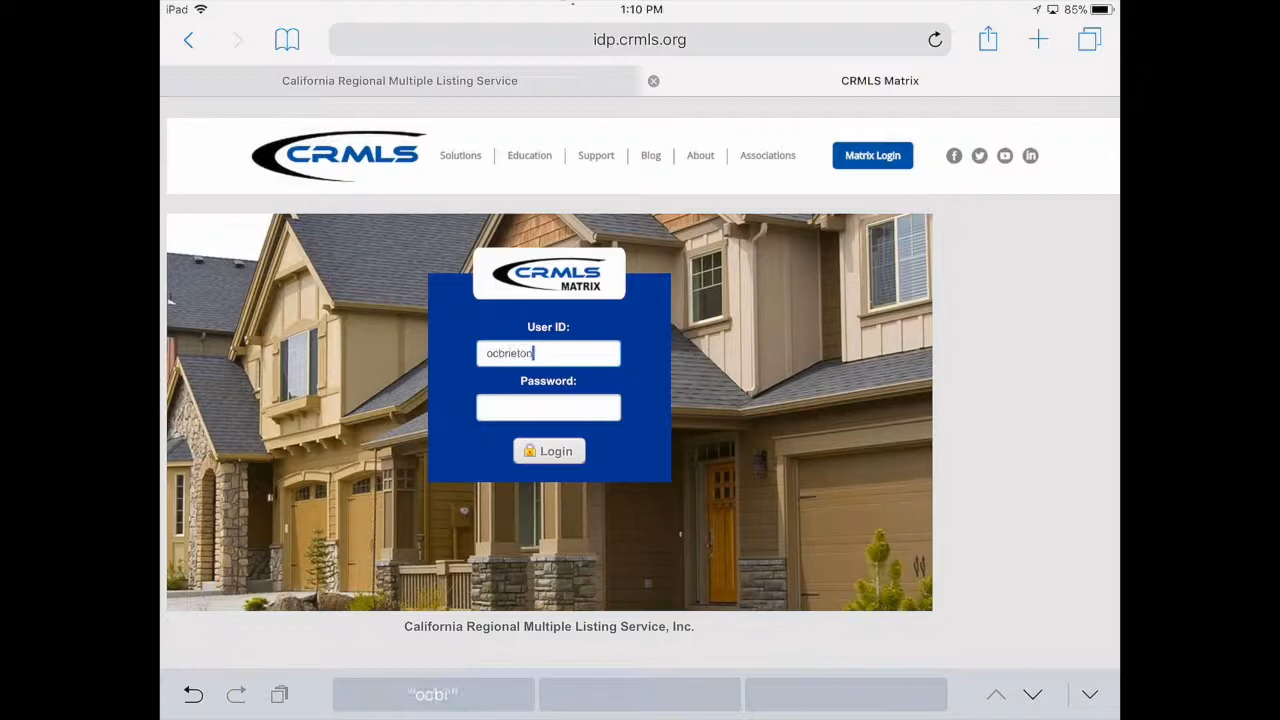 iPad 1:10 PM 85%
idp.crmls.org
California Regional Multiple Listing Service CRMLS Matrix
CRMLS Solutions Education Support Blog About Associations Matrix Login
CRMLS
MATRIX
User ID:
ocbrieton
Password:
Login
California Regional Multiple Listing Service, Inc.